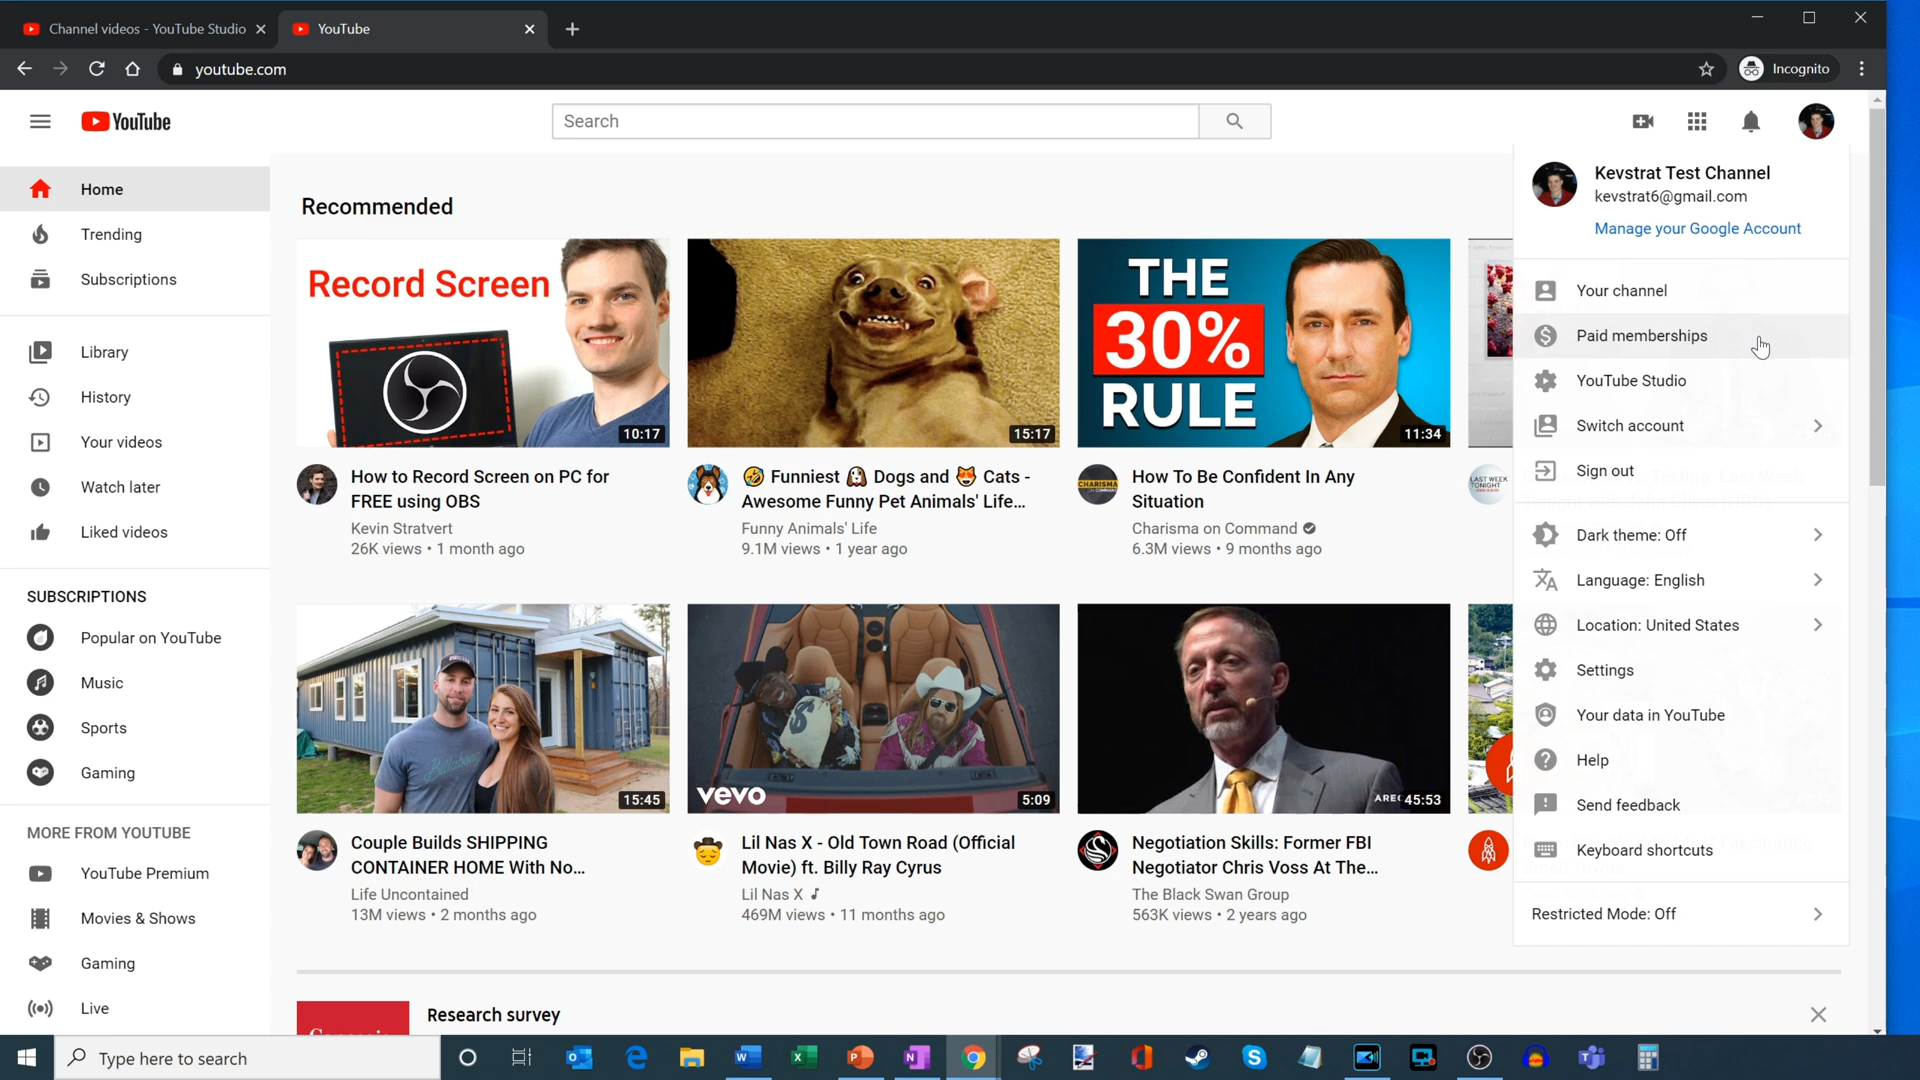 Channel videos - YouTube Studio
YouTube
youtube.com
Incognito
YouTube
Search
Home
Trending
Subscriptions
Library
History
Your videos
Watch later
Liked videos
SUBSCRIPTIONS
Popular on YouTube
Music
Sports
Gaming
MORE FROM YOUTUBE
YouTube Premium
Movies & Shows
Gaming
Live
Recommended
Record Screen
10:17
How to Record Screen on PC for
FREE using OBS
Kevin Stratvert
26K views • 1 month ago
15:17
🤣 Funniest 🐶 Dogs and 😻 Cats -
Awesome Funny Pet Animals' Life...
Funny Animals' Life
9.1M views • 1 year ago
THE
30%
RULE
11:34
CHARISMA
How To Be Confident In Any
Situation
Charisma on Command
6.3M views • 9 months ago
LAST WEEK
TONIGHT
15:45
Couple Builds SHIPPING
CONTAINER HOME With No...
Life Uncontained
13M views • 2 months ago
vevo
5:09
Lil Nas X - Old Town Road (Official
Movie) ft. Billy Ray Cyrus
Lil Nas X
469M views • 11 months ago
45:53
Negotiation Skills: Former FBI
Negotiator Chris Voss At The...
The Black Swan Group
563K views • 2 years ago
Research survey
Kevstrat Test Channel
kevstrat6@gmail.com
Manage your Google Account
Your channel
Paid memberships
YouTube Studio
Switch account
Sign out
Dark theme: Off
Language: English
Location: United States
Settings
Your data in YouTube
Help
Send feedback
Keyboard shortcuts
Restricted Mode: Off
Type here to search